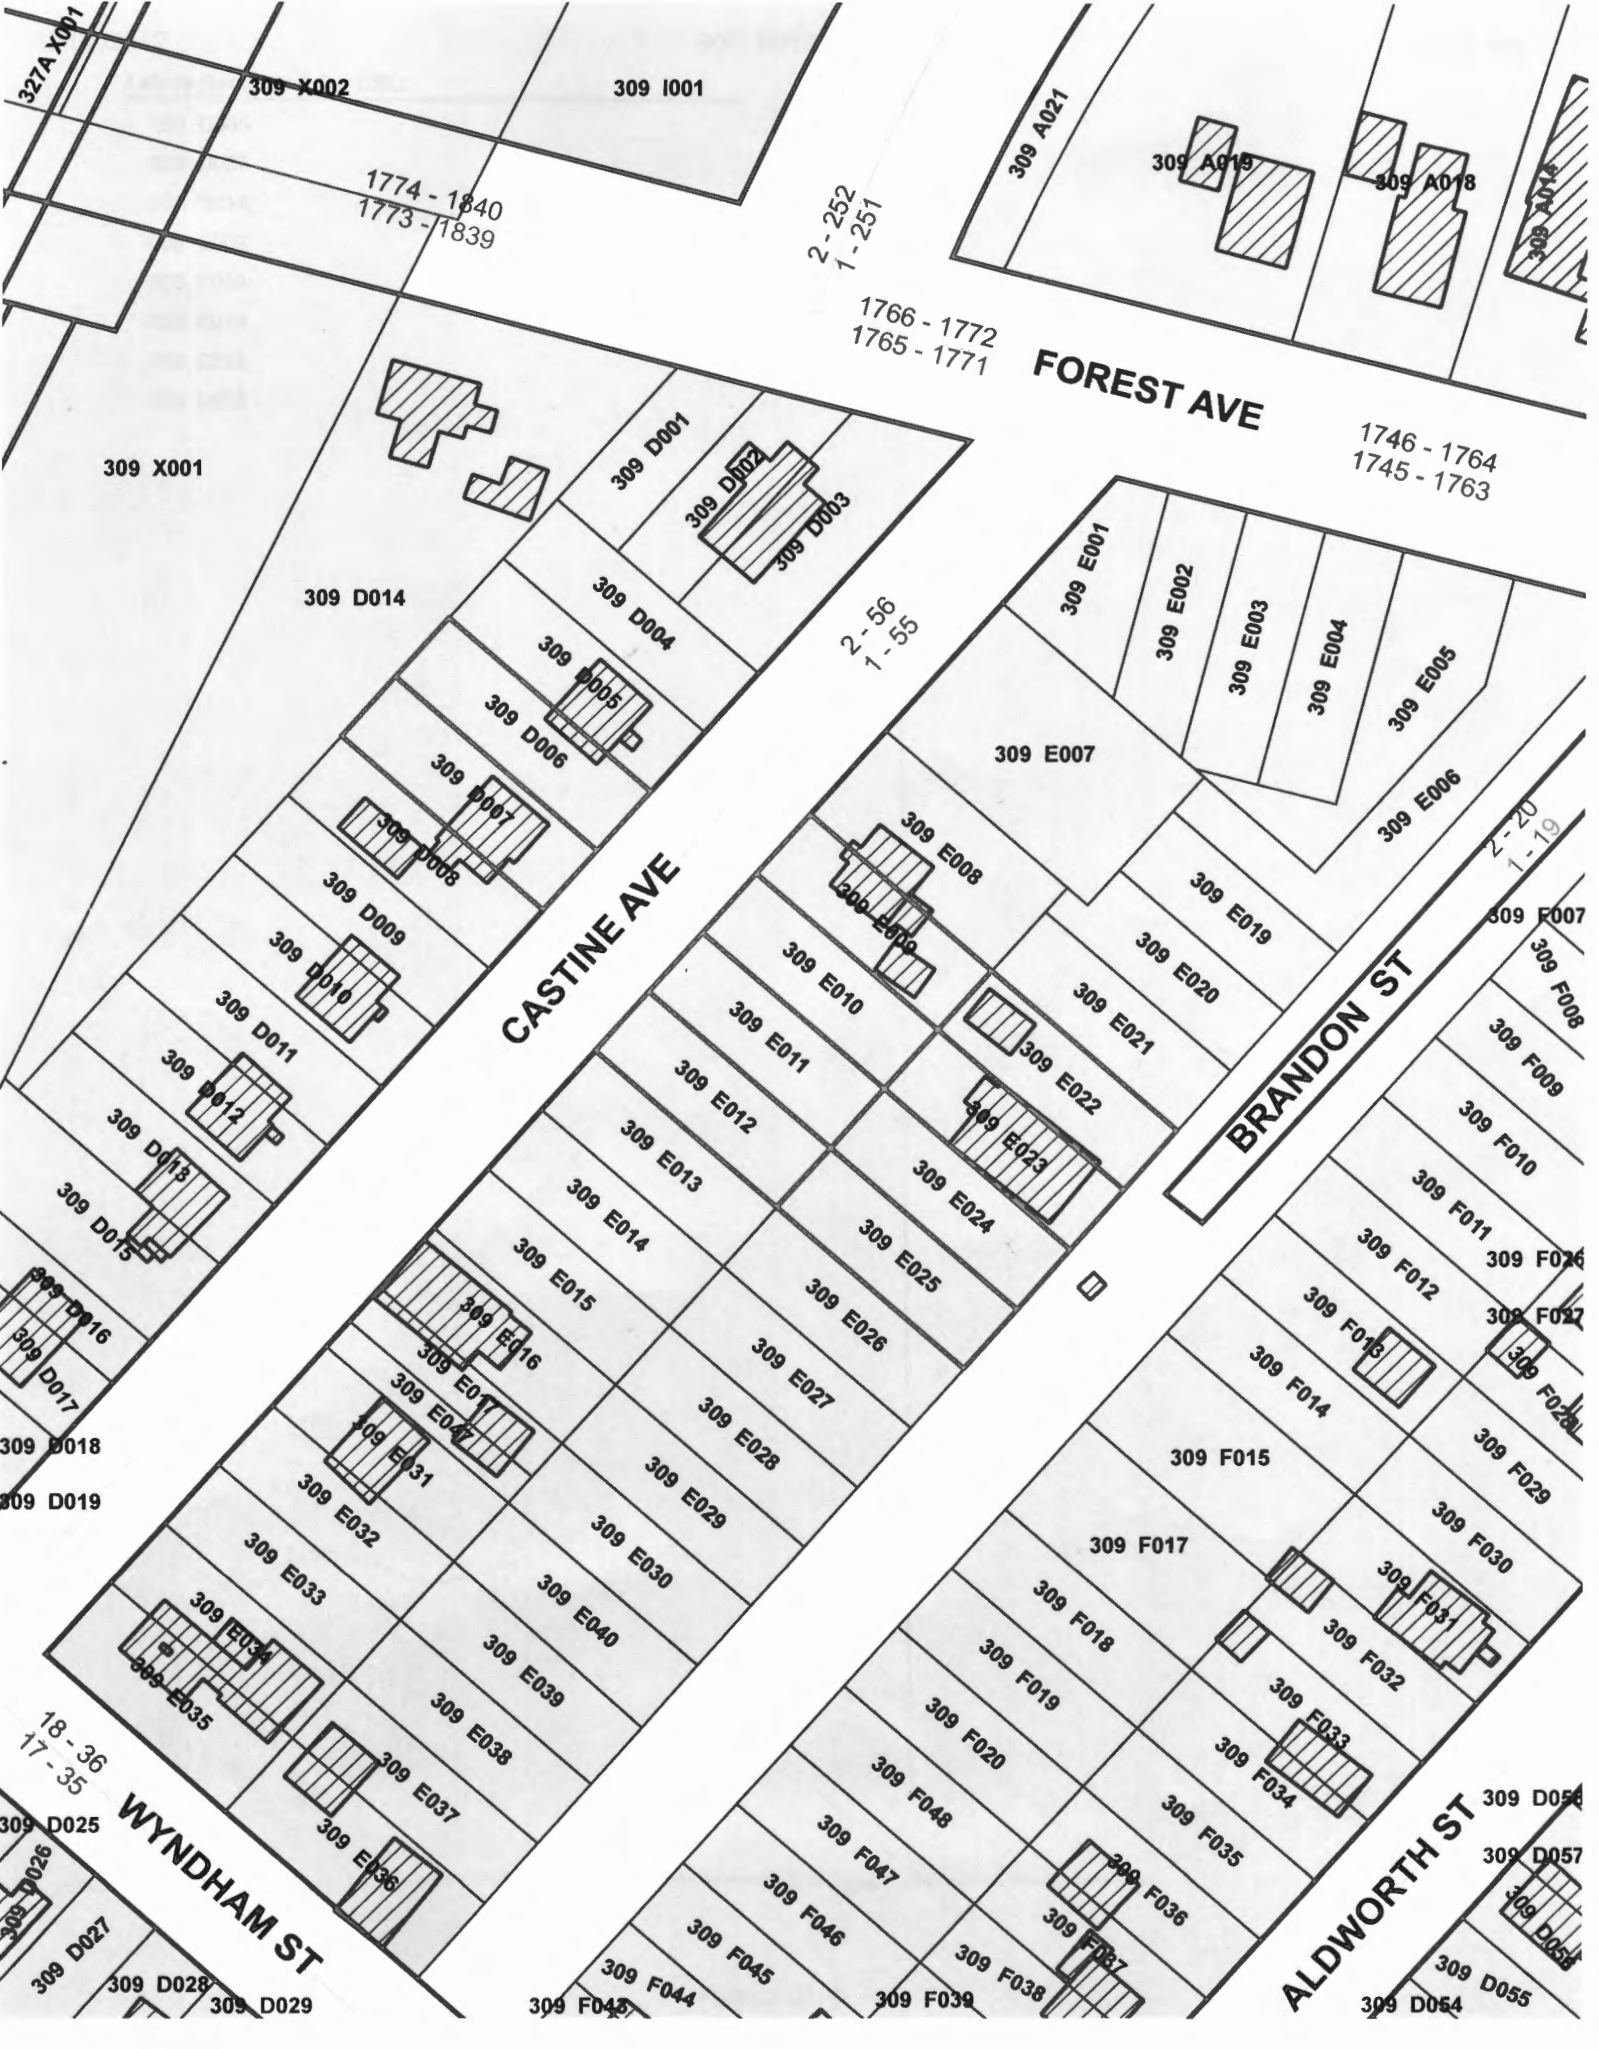 327A X001
309 X002
309 I001
309 A021
309 A019
309 A018
309 A014
1774 - 1840
1773 - 1839
2 - 252
1 - 251
1766 - 1772
1765 - 1771
FOREST AVE
1746 - 1764
1745 - 1763
309 X001
309 D014
309 D001
309 D002
309 D003
309 D004
309 D005
309 D006
309 D007
309 D008
309 D009
309 D010
309 D011
309 D012
309 D013
309 D015
309 D016
309 D017
309 D018
309 D019
2 - 56
1 - 55
CASTINE AVE
309 E001
309 E002
309 E003
309 E004
309 E005
309 E006
309 E007
309 E008
309 E009
309 E010
309 E011
309 E012
309 E013
309 E014
309 E015
309 E016
309 E017
309 E047
309 E031
309 E032
309 E033
309 E034
309 E035
309 E019
309 E020
309 E021
309 E022
309 E023
309 E024
309 E025
309 E026
309 E027
309 E028
309 E029
309 E030
309 E040
309 E039
309 E038
309 E037
309 E036
2 - 20
1 - 19
BRANDON ST
309 F007
309 F008
309 F009
309 F010
309 F011
309 F012
309 F013
309 F014
309 F015
309 F017
309 F018
309 F019
309 F020
309 F048
309 F047
309 F046
309 F045
309 F044
309 F043
309 F026
309 F027
309 F028
309 F029
309 F030
309 F031
309 F032
309 F033
309 F034
309 F035
309 F036
309 F037
309 F038
309 F039
18 - 36
17 - 35
WYNDHAM ST
309 D025
309 D026
309 D027
309 D028
309 D029
ALDWORTH ST
309 D057
309 D055
309 D054